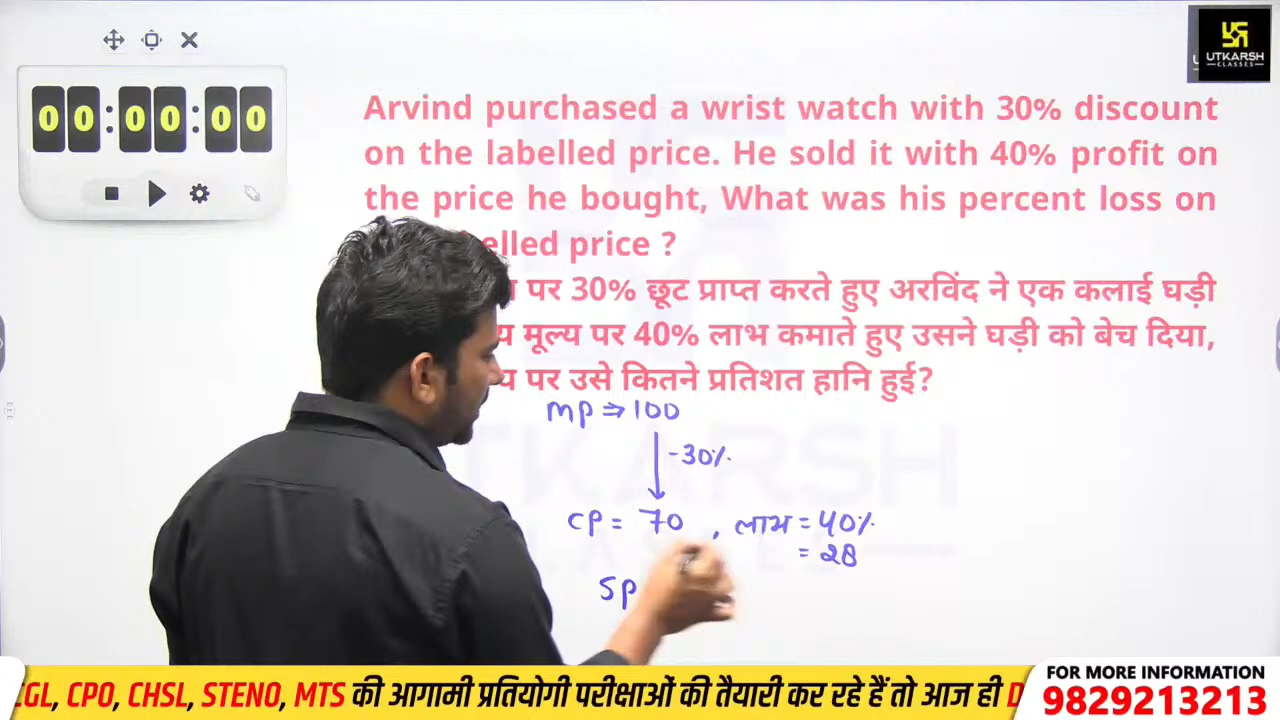 UTKARSH
CLASSES
00:00:00
Arvind purchased a wrist watch with 30% discount
on the labelled price. He sold it with 40% profit on
the price he bought, What was his percent loss on
elled price ?
पर 30% छूट प्राप्त करते हुए अरविंद ने एक कलाई घड़ी
मूल्य पर 40% लाभ कमाते हुए उसने घड़ी को बेच दिया,
पर उसे कितने प्रतिशत हानि हुई?
MP ⇒ 100
-30%
CP = 70 , लाभ = 40%
= 28
SP
UTKARSH
CLASSES
CGL, CPO, CHSL, STENO, MTS की आगामी प्रतियोगी परीक्षाओं की तैयारी कर रहे हैं तो आज ही
FOR MORE INFORMATION
9829213213